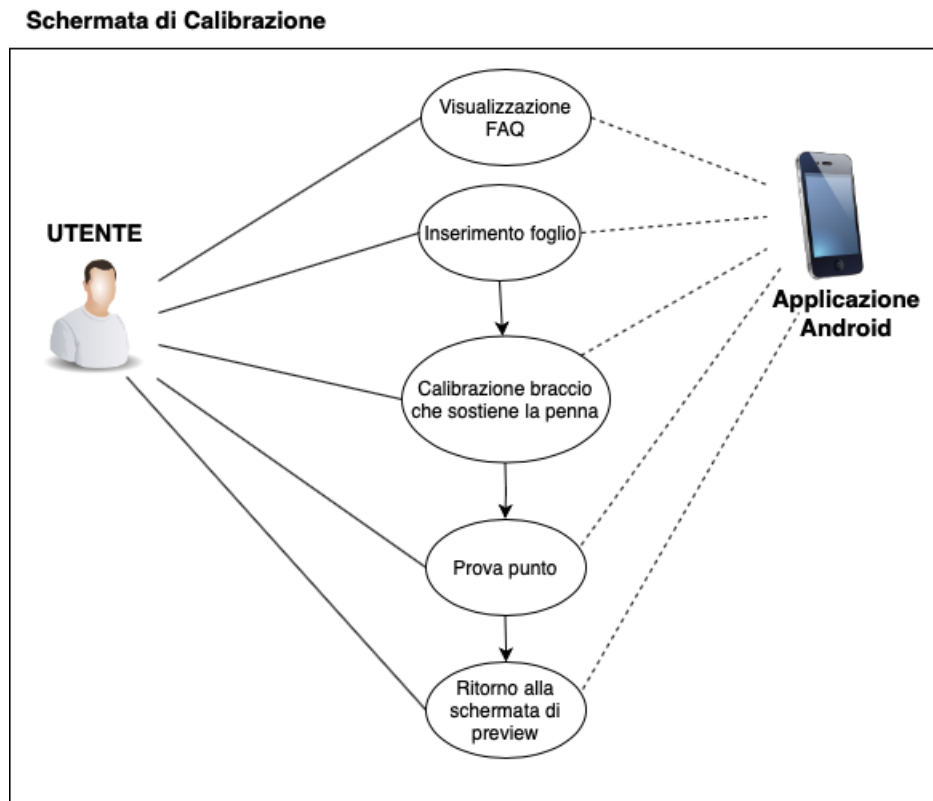 Schermata di Calibrazione
Visualizzazione
FAQ
UTENTE
Inserimento foglio
Applicazione
Android
Calibrazione braccio
che sostiene la penna
Prova punto
Ritorno alla
schermata di
preview